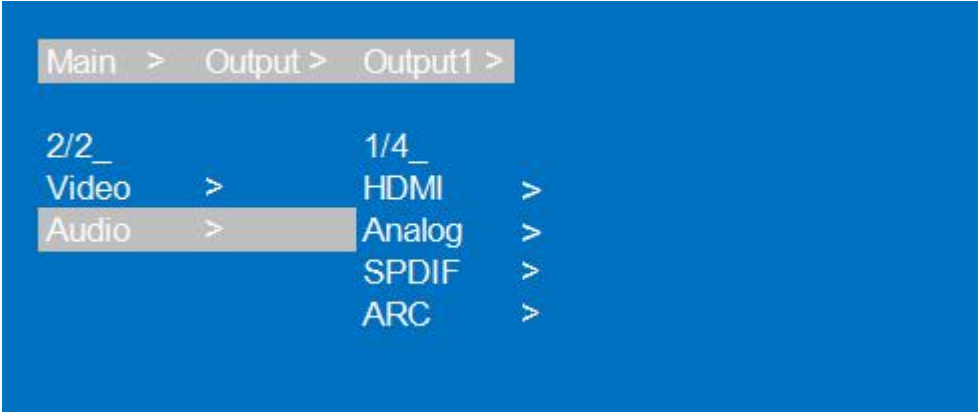 Main > Output > Output1 >
2/2_ 1/4_
Video > HDMI >
Audio > Analog >
SPDIF >
ARC >